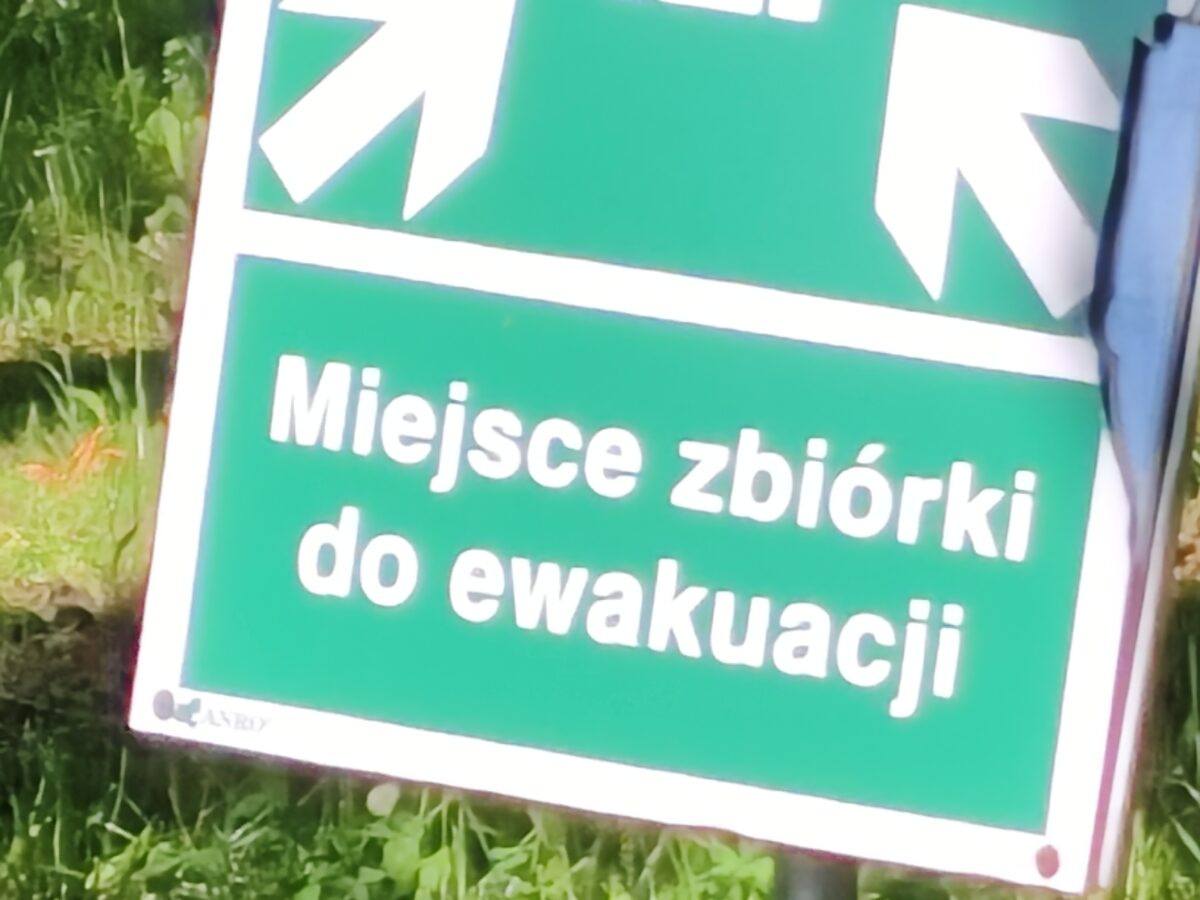 Miejsce zbiórki
do ewakuacji